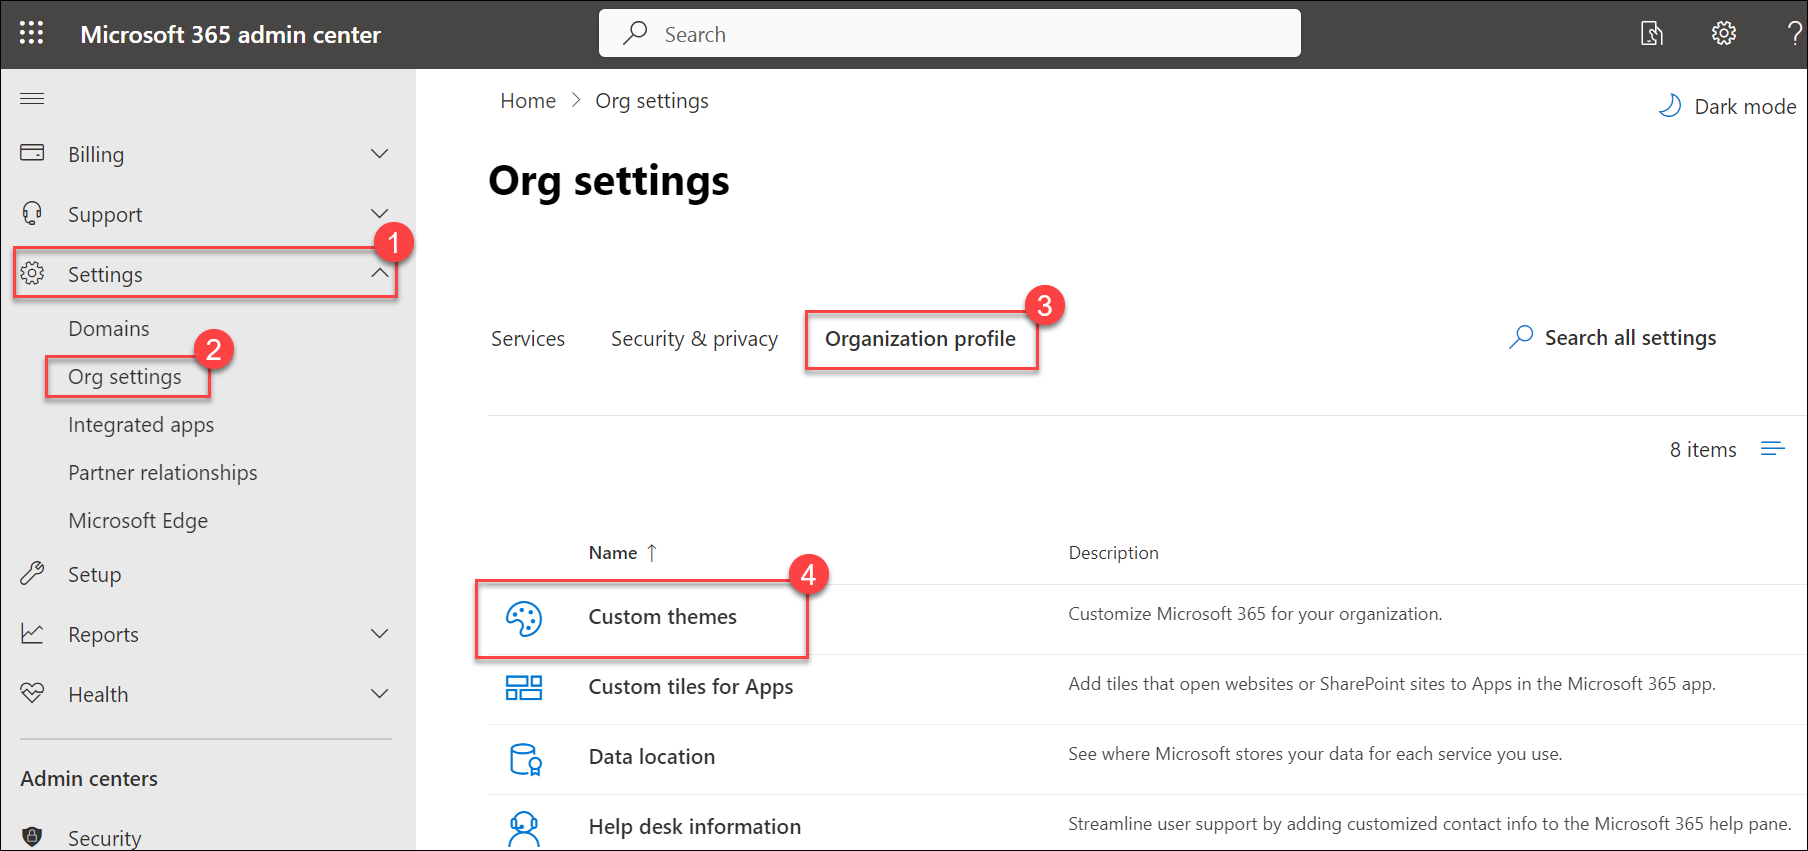 Microsoft 365 admin center
Search
?
Home > Org settings
Dark mode
Billing
Org settings
Support
1
Settings
Domains
2
Org settings
Integrated apps
Partner relationships
Microsoft Edge
Setup
Reports
Health
Admin centers
Security
Services
Security & privacy
Organization profile
3
Search all settings
8 items
Name ↑
Description
4
Custom themes
Customize Microsoft 365 for your organization.
Custom tiles for Apps
Add tiles that open websites or SharePoint sites to Apps in the Microsoft 365 app.
Data location
See where Microsoft stores your data for each service you use.
Help desk information
Streamline user support by adding customized contact info to the Microsoft 365 help pane.